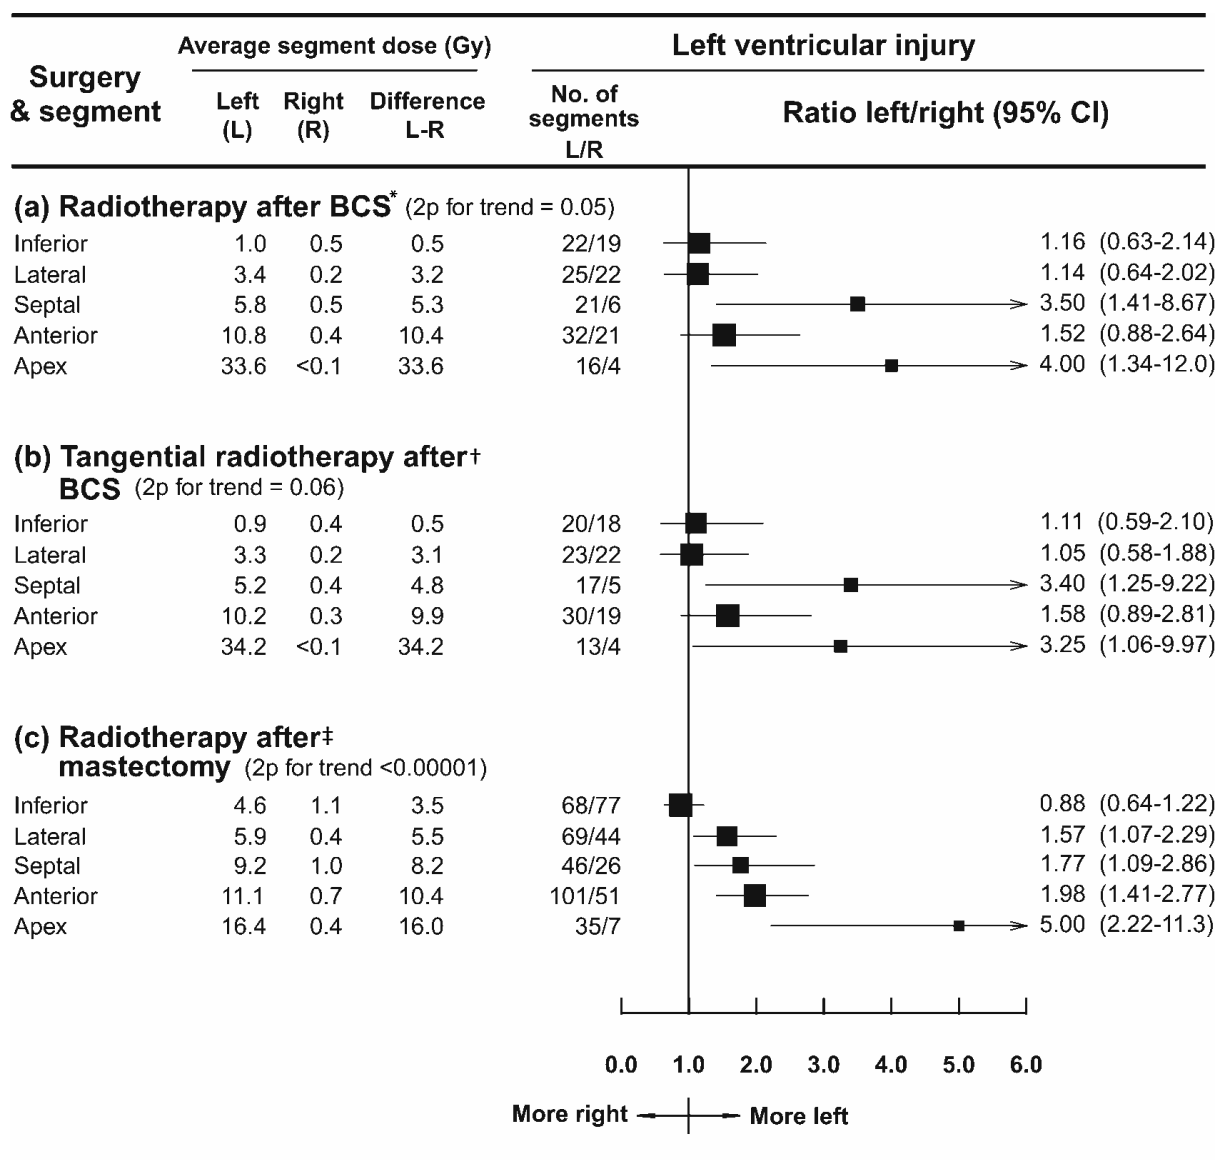 Surgery & segment
Average segment dose (Gy)
Left (L)
Right (R)
Difference L-R
Left ventricular injury
No. of segments L/R
Ratio left/right (95% CI)
(a) Radiotherapy after BCS* (2p for trend = 0.05)
Inferior 1.0 0.5 0.5 22/19 1.16 (0.63-2.14)
Lateral 3.4 0.2 3.2 25/22 1.14 (0.64-2.02)
Septal 5.8 0.5 5.3 21/6 3.50 (1.41-8.67)
Anterior 10.8 0.4 10.4 32/21 1.52 (0.88-2.64)
Apex 33.6 <0.1 33.6 16/4 4.00 (1.34-12.0)
(b) Tangential radiotherapy after†
BCS (2p for trend = 0.06)
Inferior 0.9 0.4 0.5 20/18 1.11 (0.59-2.10)
Lateral 3.3 0.2 3.1 23/22 1.05 (0.58-1.88)
Septal 5.2 0.4 4.8 17/5 3.40 (1.25-9.22)
Anterior 10.2 0.3 9.9 30/19 1.58 (0.89-2.81)
Apex 34.2 <0.1 34.2 13/4 3.25 (1.06-9.97)
(c) Radiotherapy after‡
mastectomy (2p for trend <0.00001)
Inferior 4.6 1.1 3.5 68/77 0.88 (0.64-1.22)
Lateral 5.9 0.4 5.5 69/44 1.57 (1.07-2.29)
Septal 9.2 1.0 8.2 46/26 1.77 (1.09-2.86)
Anterior 11.1 0.7 10.4 101/51 1.98 (1.41-2.77)
Apex 16.4 0.4 16.0 35/7 5.00 (2.22-11.3)
0.0 1.0 2.0 3.0 4.0 5.0 6.0
More right More left